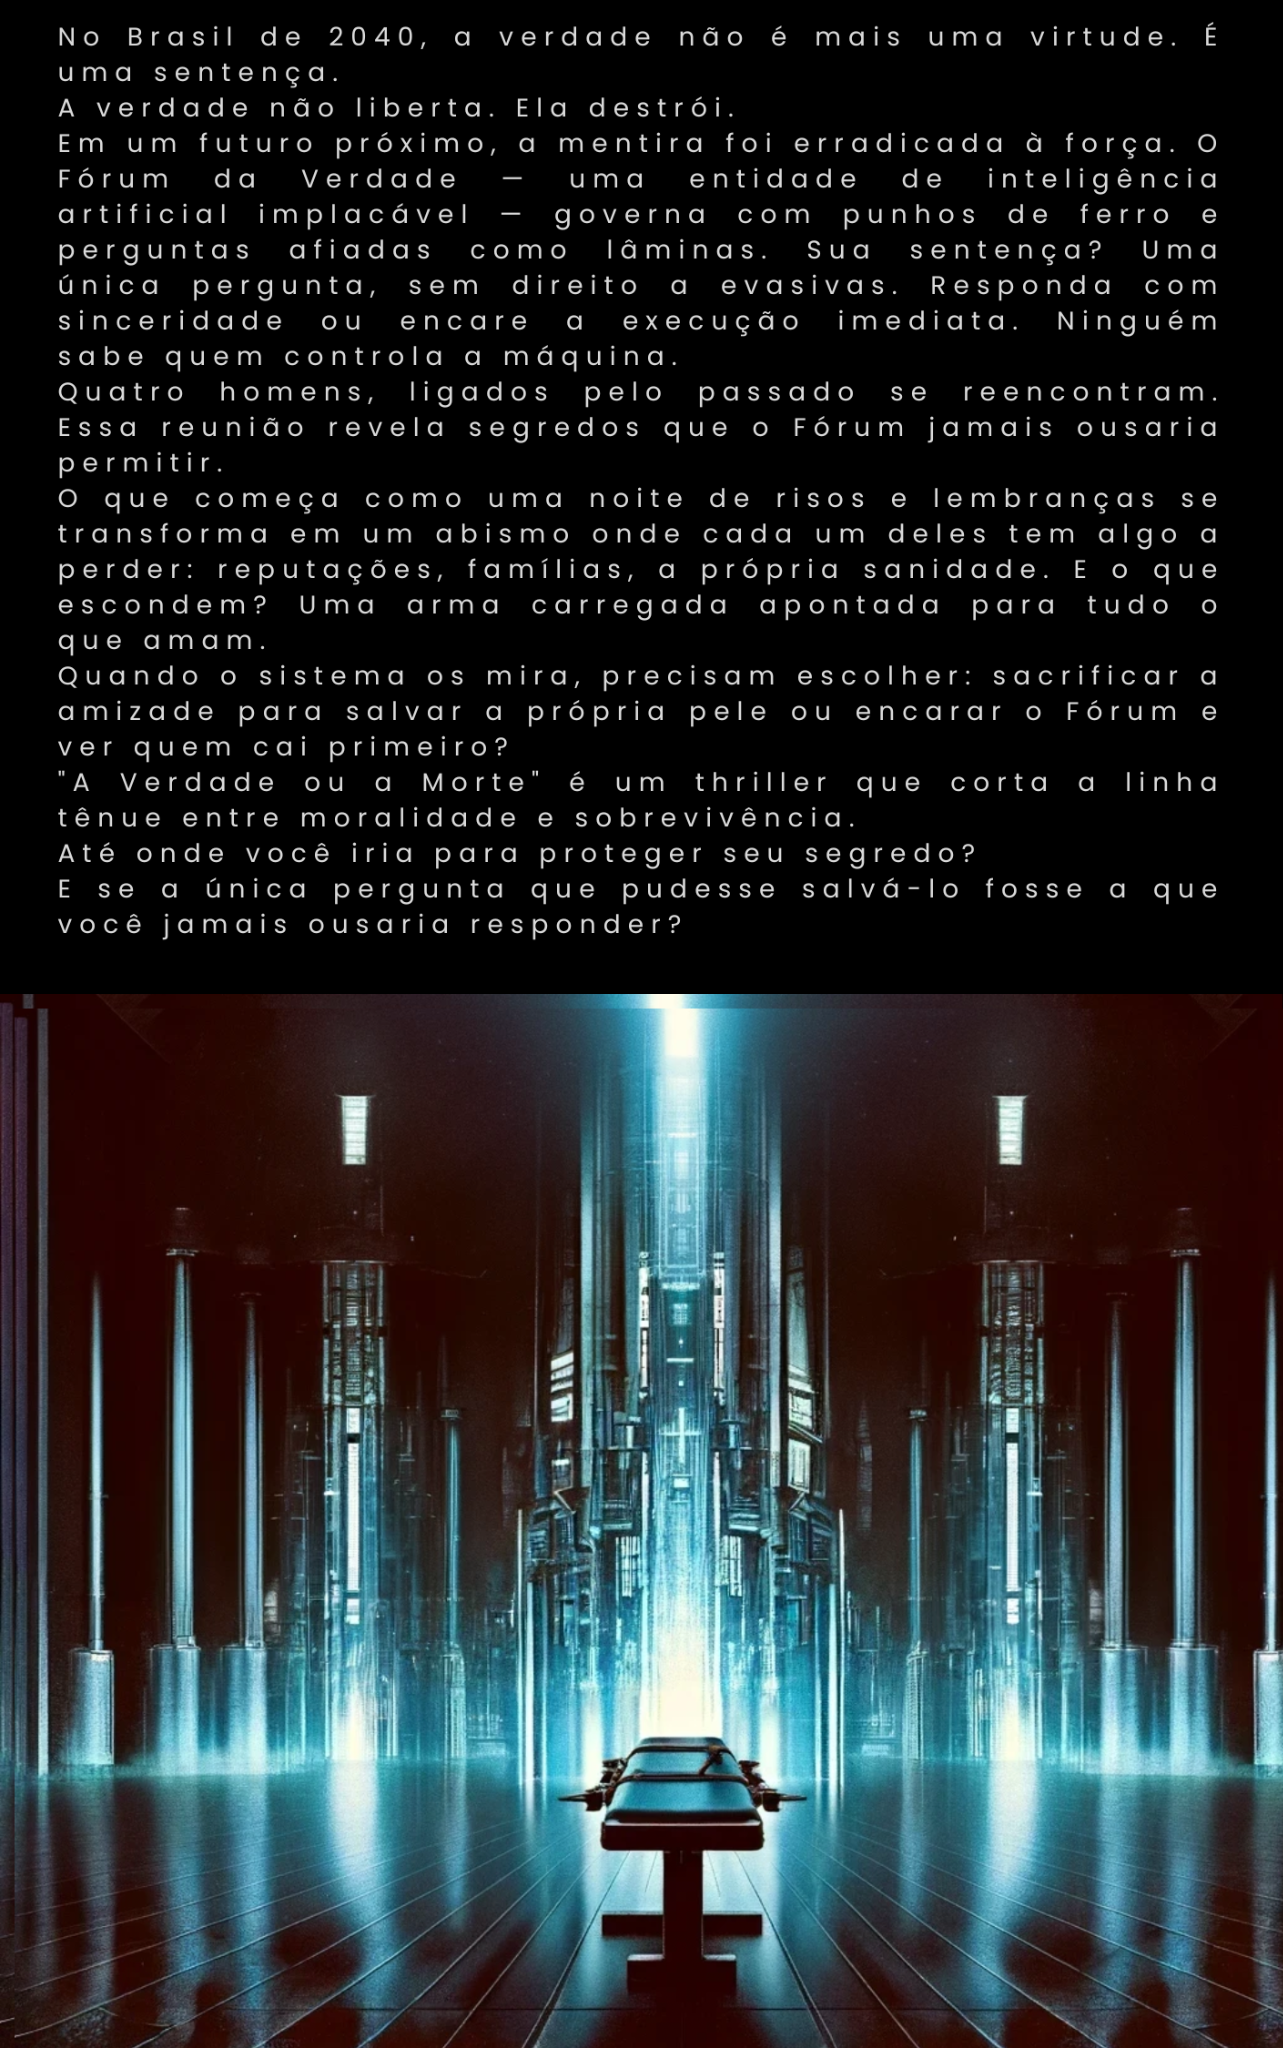 No Brasil de 2040, a verdade não é mais uma virtude. É
uma sentença.
A verdade não liberta. Ela destrói.
Em um futuro próximo, a mentira foi erradicada à força. O
Fórum da Verdade — uma entidade de inteligência
artificial implacável — governa com punhos de ferro e
perguntas afiadas como lâminas. Sua sentença? Uma
única pergunta, sem direito a evasivas. Responda com
sinceridade ou encare a execução imediata. Ninguém
sabe quem controla a máquina.
Quatro homens, ligados pelo passado se reencontram.
Essa reunião revela segredos que o Fórum jamais ousaria
permitir.
O que começa como uma noite de risos e lembranças se
transforma em um abismo onde cada um deles tem algo a
perder: reputações, famílias, a própria sanidade. E o que
escondem? Uma arma carregada apontada para tudo o
que amam.
Quando o sistema os mira, precisam escolher: sacrificar a
amizade para salvar a própria pele ou encarar o Fórum e
ver quem cai primeiro?
"A Verdade ou a Morte" é um thriller que corta a linha
tênue entre moralidade e sobrevivência.
Até onde você iria para proteger seu segredo?
E se a única pergunta que pudesse salvá-lo fosse a que
você jamais ousaria responder?